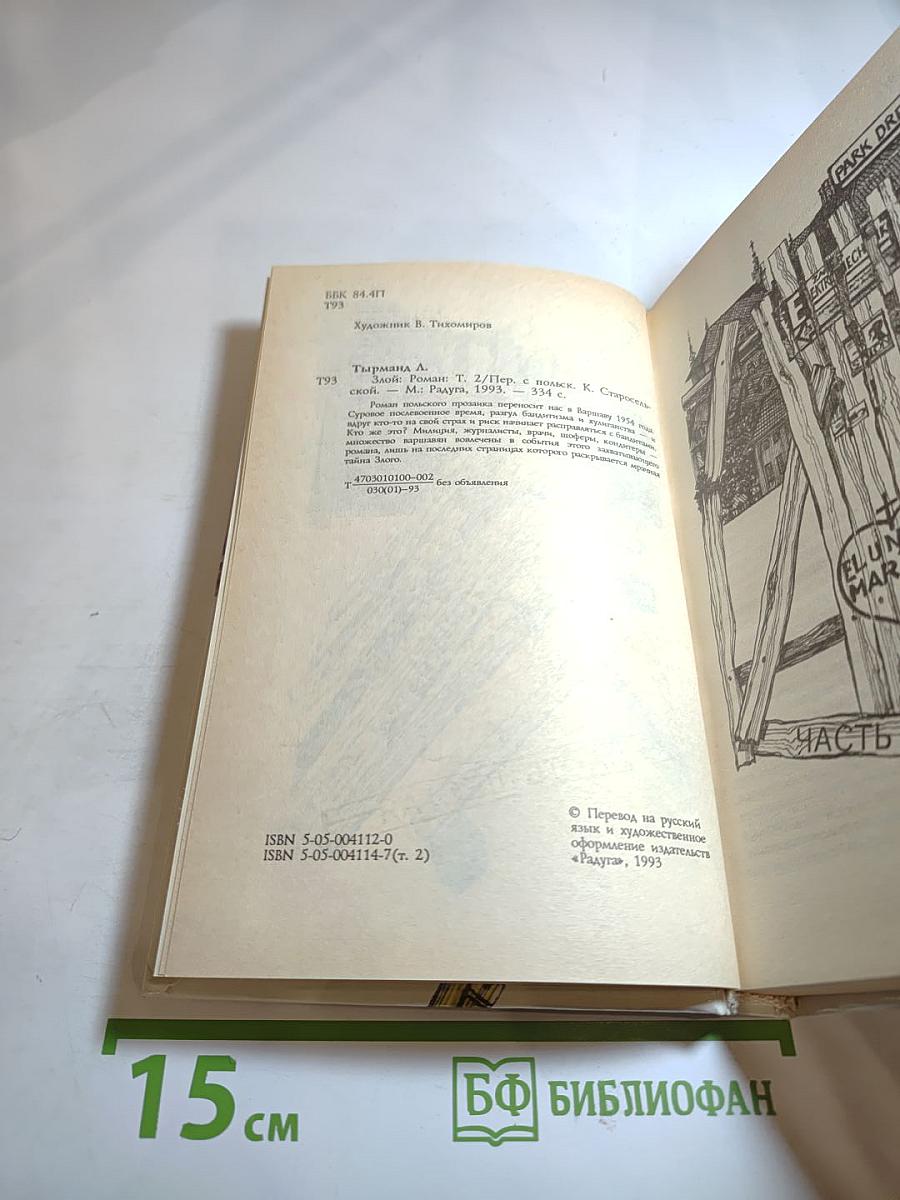 ББК 84.4П
Т93
Художник В. Тихомиров
Тырманд Л.
Т93 Злой: Роман: Т. 2/Пер. с польск. К. Старосель-
ской. — М.: Радуга, 1993. — 334 с.
Роман польского прозаика переносит нас в Варшаву 1954 года.
Суровое послевоенное время, разгул бандитизма и хулиганства — и
вдруг кто-то на свой страх и риск начинает расправляться с бандитами.
Кто же это? Милиция, журналисты, врачи, шоферы, кондитеры —
множество варшавян вовлечены в события этого захватывающего
романа, лишь на последних страницах которого раскрывается мрачная
тайна Злого.
Т 4703010100—002
030(01)—93 без объявления
ISBN 5-05-004112-0
ISBN 5-05-004114-7(т. 2)
© Перевод на русский
язык и художественное
оформление издательств
«Радуга», 1993
PARK DRE
EL UN
MAR
ЧАСТЬ
15 см
БФ БИБЛИОФАН